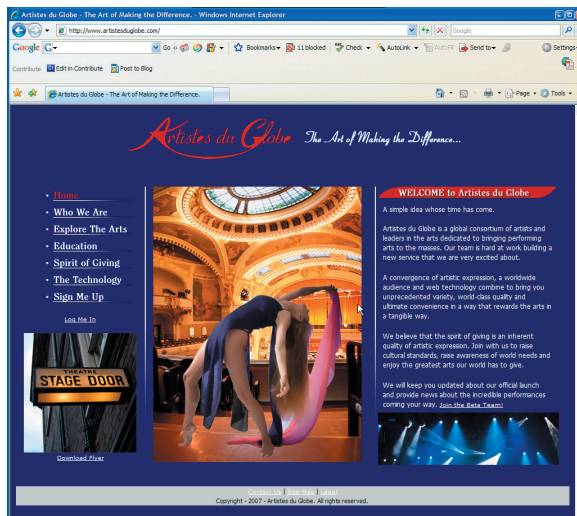 Artistes du Globe - The Art of Making the Difference. - Windows Internet Explorer
http://www.artistesduglobe.com/
Google
Google G Go 11 blocked Check AutoLink AutoFill Send to Settings
Bookmarks
Contribute Edit in Contribute Post to Blog
Artistes du Globe - The Art of Making the Difference. Page Tools
Artistes du Globe The Art of Making the Difference...
• Home
• Who We Are
• Explore The Arts
• Education
• Spirit of Giving
• The Technology
• Sign Me Up
Log Me In
THEATRE
STAGE DOOR
Download Flyer
WELCOME to Artistes du Globe
A simple idea whose time has come.
Artistes du Globe is a global consortium of artists and
leaders in the arts dedicated to bringing performing
arts to the masses. Our team is hard at work building a
new service that we are very excited about.
A convergence of artistic expression, a worldwide
audience and web technology combine to bring you
unprecedented variety, world-class quality and
ultimate convenience in a way that rewards the arts in
a tangible way.
We believe that the spirit of giving is an inherent
quality of artistic expression. Join with us to raise
cultural standards, raise awareness of world needs and
enjoy the greatest arts our world has to give.
We will keep you updated about our official launch
and provide news about the incredible performances
coming your way. Join the Beta Team!
Contact Us | Site Map | Legal
Copyright - 2007 - Artistes du Globe. All rights reserved.